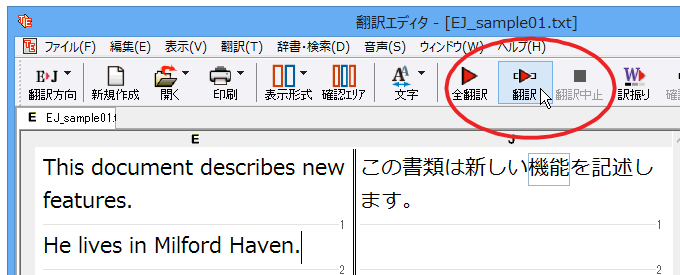 翻訳エディタ - [EJ_sample01.txt]
ファイル(F) 編集(E) 表示(V) 翻訳(T) 辞書・検索(D) 音声(S) ウィンドウ(W) ヘルプ(H)
E▸J
翻訳方向 新規作成 開く 印刷 表示形式 確認エリア 文字 全翻訳 翻訳 翻訳中止 訳振り
E EJ_sample01.t
E J
This document describes new
features.
1
He lives in Milford Haven.
2
この書類は新しい機能を記述し
ます。
1
2